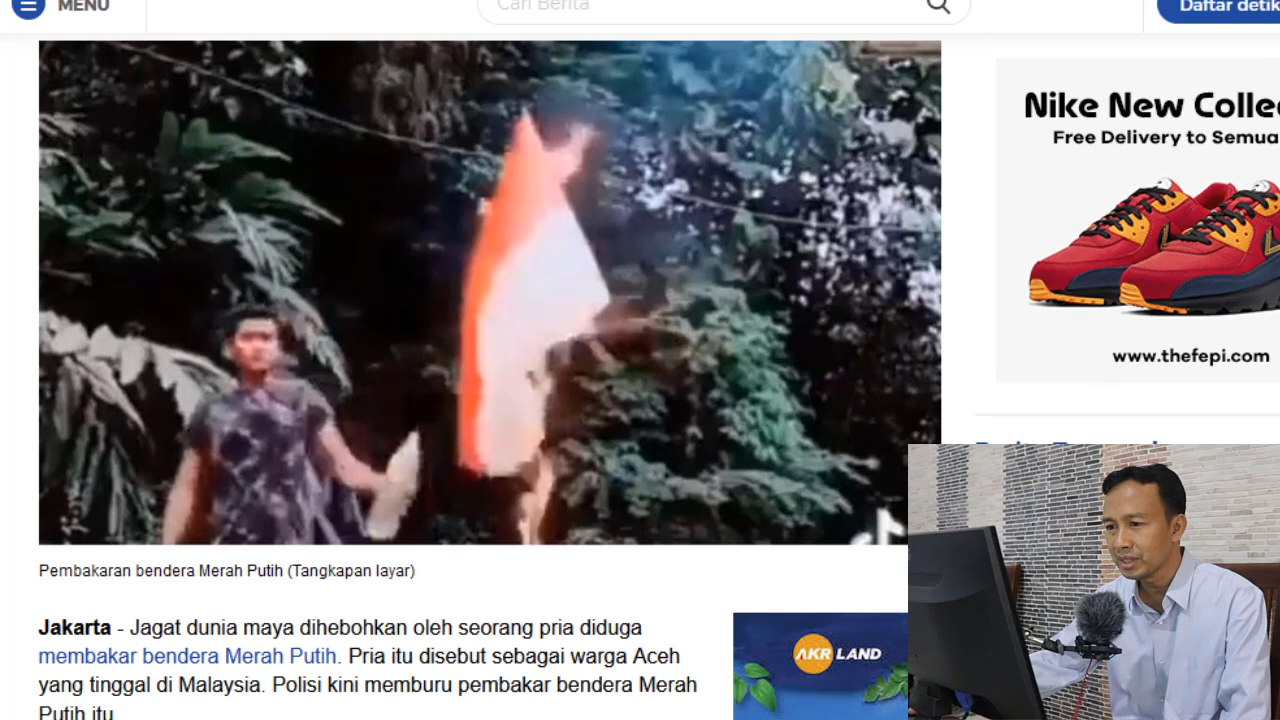 MENU
Cari Berita
Daftar detik
Nike New Colle
Free Delivery to Semua
www.thefepi.com
Pembakaran bendera Merah Putih (Tangkapan layar)
Jakarta - Jagat dunia maya dihebohkan oleh seorang pria diduga
membakar bendera Merah Putih. Pria itu disebut sebagai warga Aceh
yang tinggal di Malaysia. Polisi kini memburu pembakar bendera Merah
Putih itu
AKR LAND